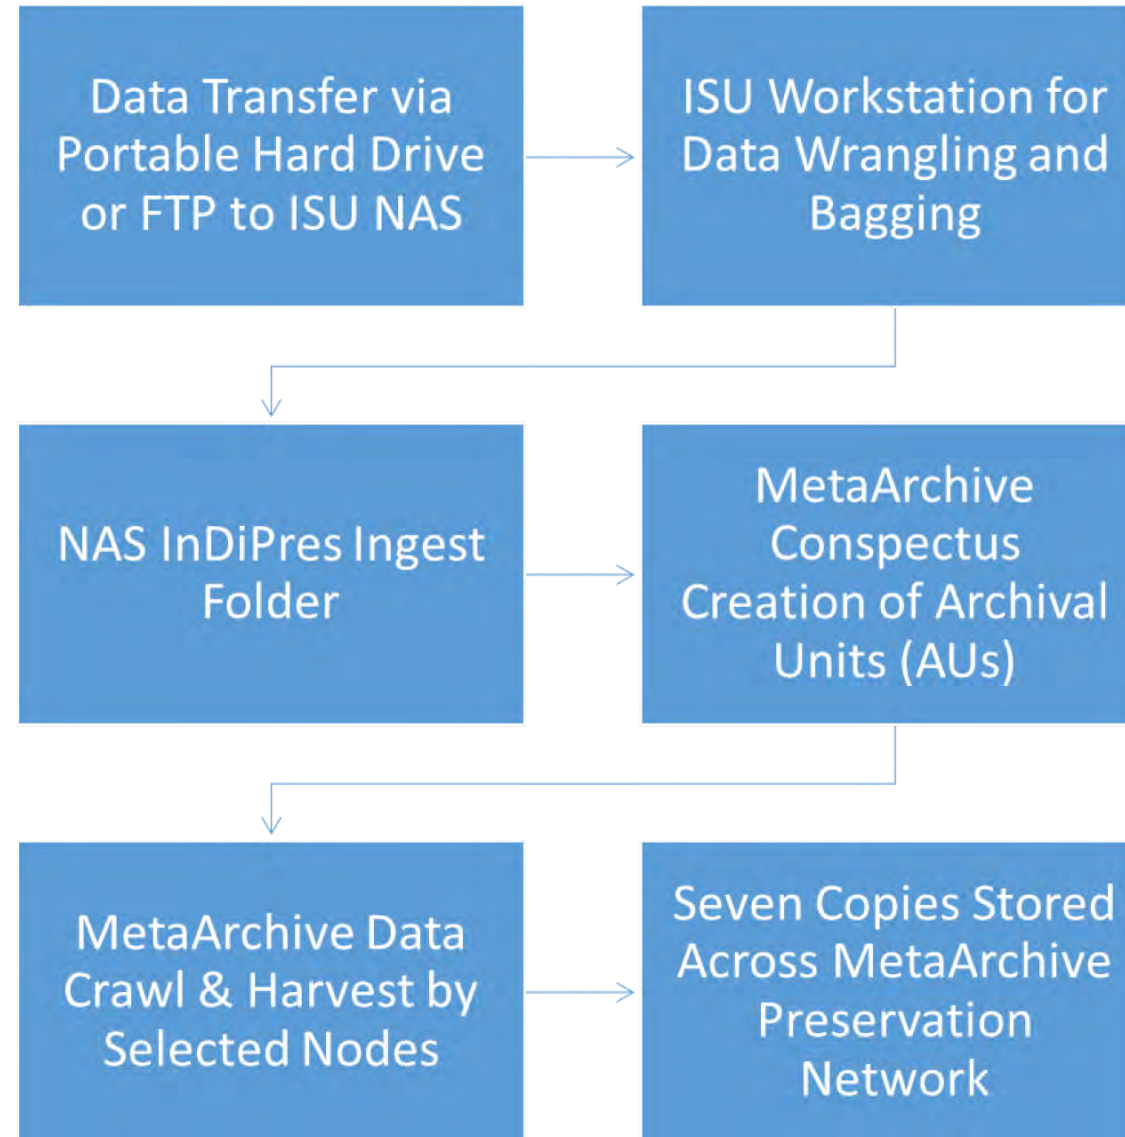 Data Transfer via
Portable Hard Drive
or FTP to ISU NAS
ISU Workstation for
Data Wrangling and
Bagging
NAS InDiPres Ingest
Folder
MetaArchive
Conspectus
Creation of Archival
Units (AUs)
MetaArchive Data
Crawl & Harvest by
Selected Nodes
Seven Copies Stored
Across MetaArchive
Preservation
Network